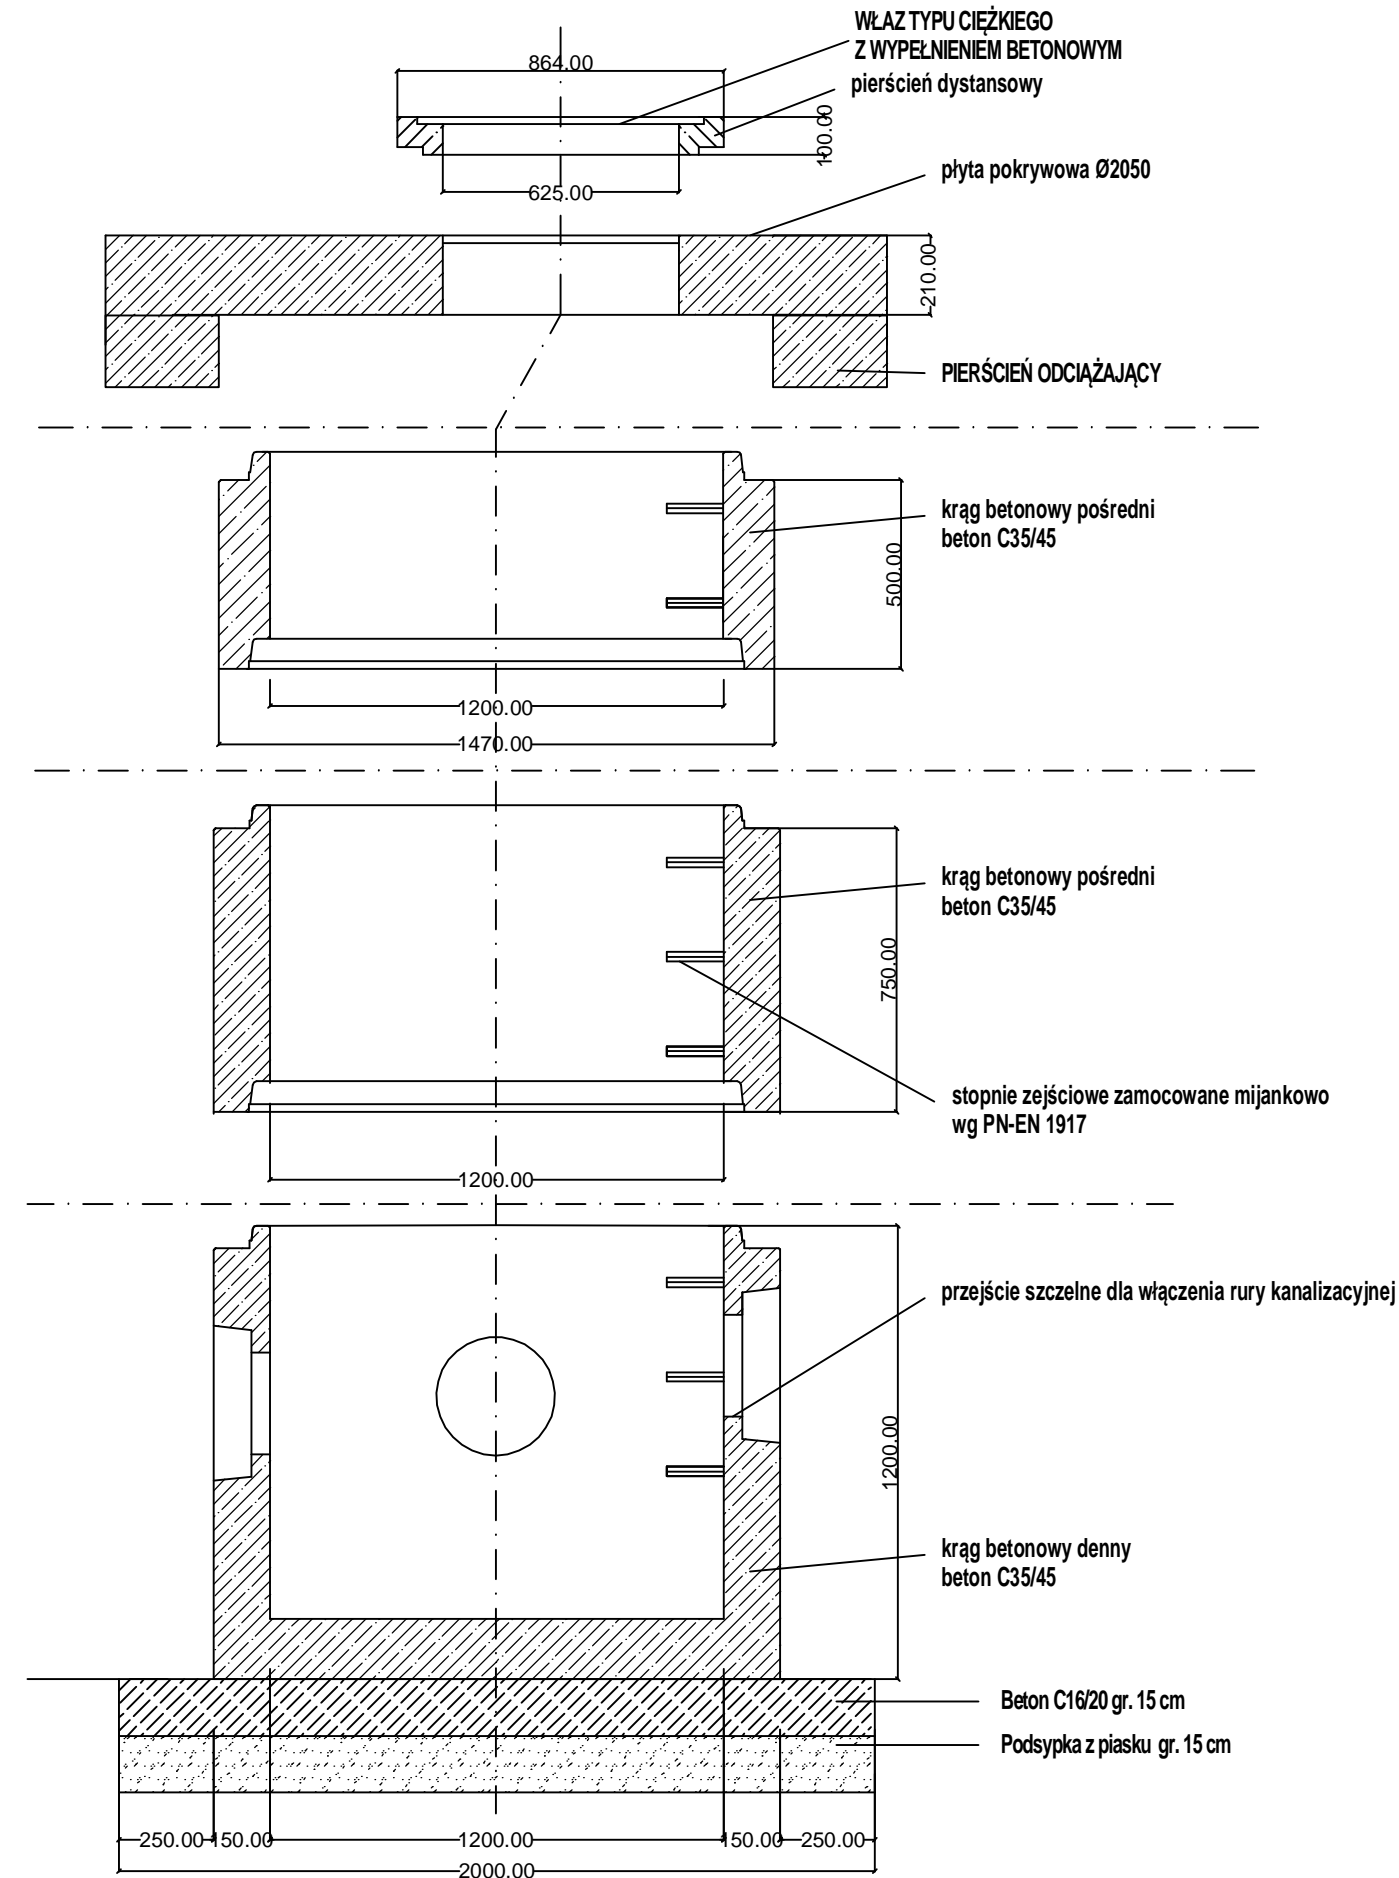 WŁAZ TYPU CIĘŻKIEGO
Z WYPEŁNIENIEM BETONOWYM
864.00
pierścień dystansowy
100.00
625.00
płyta pokrywowa Ø2050
210.00
PIERŚCIEŃ ODCIĄŻAJĄCY
krąg betonowy pośredni
beton C35/45
500.00
1200.00
1470.00
krąg betonowy pośredni
beton C35/45
750.00
stopnie zejściowe zamocowane mijankowo
wg PN-EN 1917
1200.00
przejście szczelne dla włączenia rury kanalizacyjnej
1200.00
krąg betonowy denny
beton C35/45
Beton C16/20 gr. 15 cm
Podsypka z piasku gr. 15 cm
250.00 150.00 1200.00 150.00 250.00
2000.00